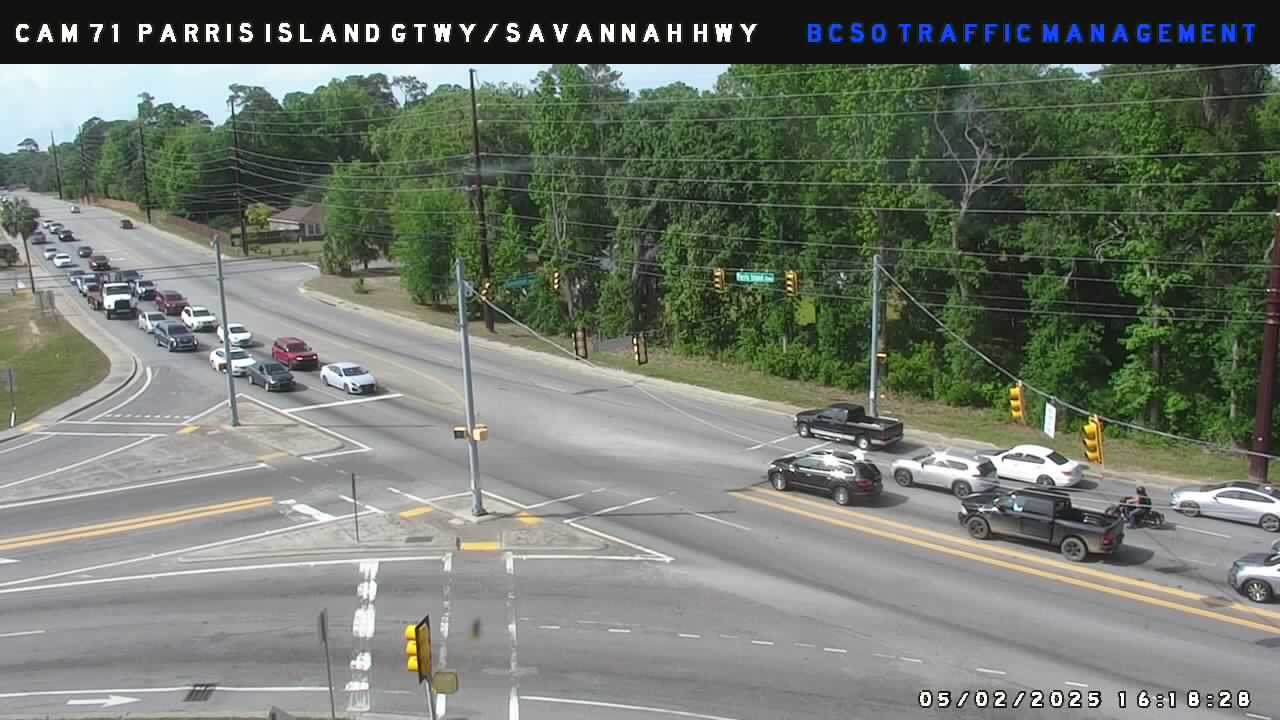 CAM 71 PARRIS ISLAND GTWY/SAVANNAH HWY
BCSO TRAFFIC MANAGEMENT
05/02/2025 16:18:28